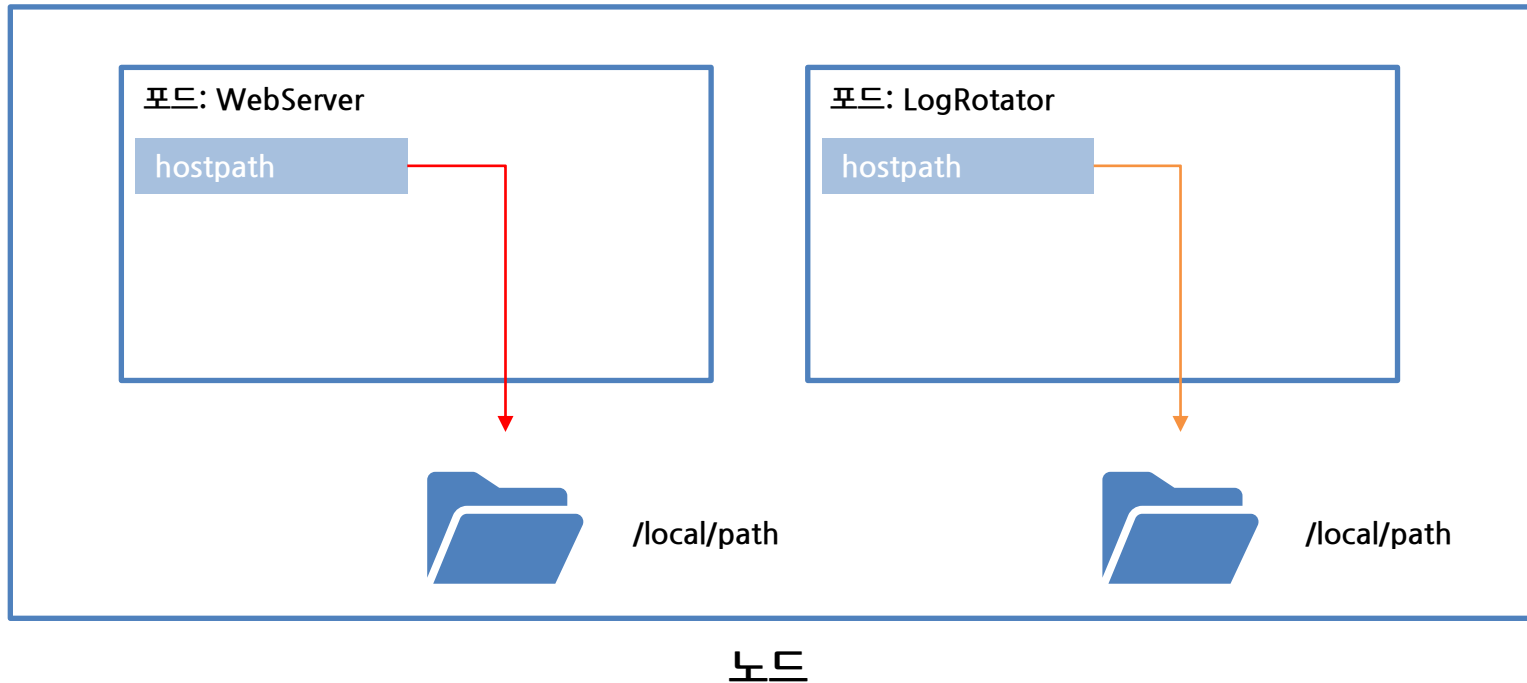 포드: WebServer
hostpath
/local/path
포드: LogRotator
hostpath
/local/path
노드